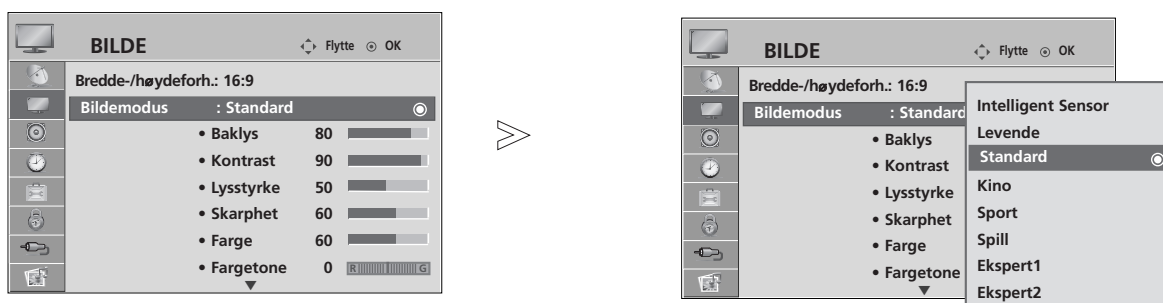 BILDE
Flytte OK
Bredde-/høydeforh.: 16:9
Bildemodus : Standard
• Baklys 80
• Kontrast 90
• Lysstyrke 50
• Skarphet 60
• Farge 60
• Fargetone 0 R G
BILDE
Flytte OK
Bredde-/høydeforh.: 16:9
Bildemodus : Standard
• Baklys
• Kontrast
• Lysstyrke
• Skarphet
• Farge
• Fargetone
Intelligent Sensor
Levende
Standard
Kino
Sport
Spill
Ekspert1
Ekspert2